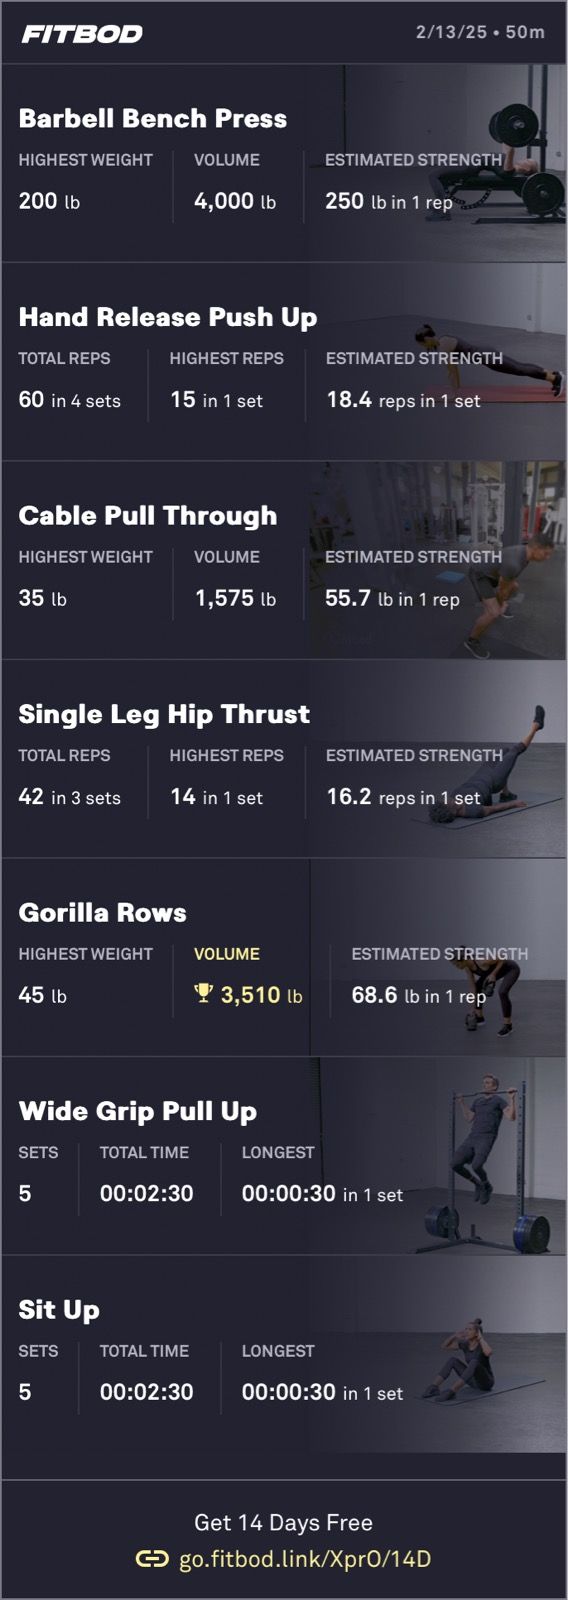 FITBOD 2/13/25 • 50m
Barbell Bench Press
HIGHEST WEIGHT VOLUME ESTIMATED STRENGTH
200 lb 4,000 lb 250 lb in 1 rep
Hand Release Push Up
TOTAL REPS HIGHEST REPS ESTIMATED STRENGTH
60 in 4 sets 15 in 1 set 18.4 reps in 1 set
Cable Pull Through
HIGHEST WEIGHT VOLUME ESTIMATED STRENGTH
35 lb 1,575 lb 55.7 lb in 1 rep
Single Leg Hip Thrust
TOTAL REPS HIGHEST REPS ESTIMATED STRENGTH
42 in 3 sets 14 in 1 set 16.2 reps in 1 set
Gorilla Rows
HIGHEST WEIGHT VOLUME ESTIMATED STRENGTH
45 lb 3,510 lb 68.6 lb in 1 rep
Wide Grip Pull Up
SETS TOTAL TIME LONGEST
5 00:02:30 00:00:30 in 1 set
Sit Up
SETS TOTAL TIME LONGEST
5 00:02:30 00:00:30 in 1 set
Get 14 Days Free
go.fitbod.link/XprO/14D